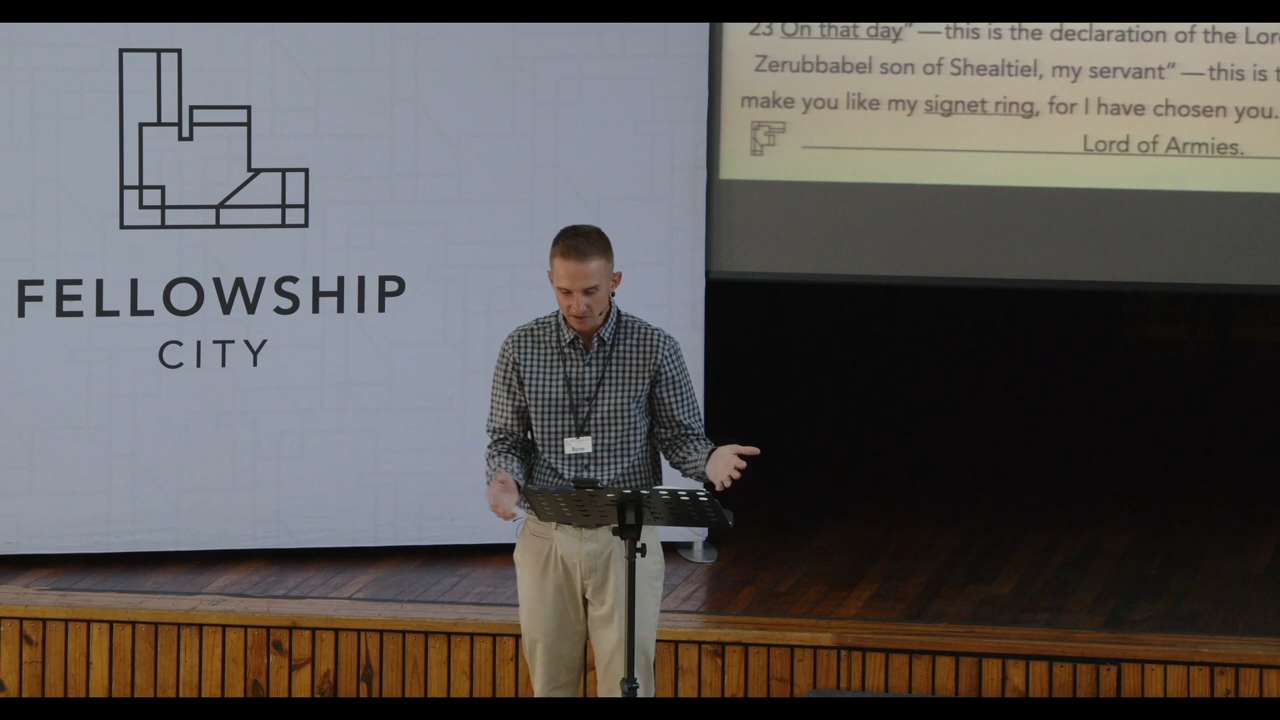 FELLOWSHIP
CITY
23 On that day” — this is the declaration of the Lor
Zerubbabel son of Shealtiel, my servant” — this is t
make you like my signet ring, for I have chosen you.
Lord of Armies.